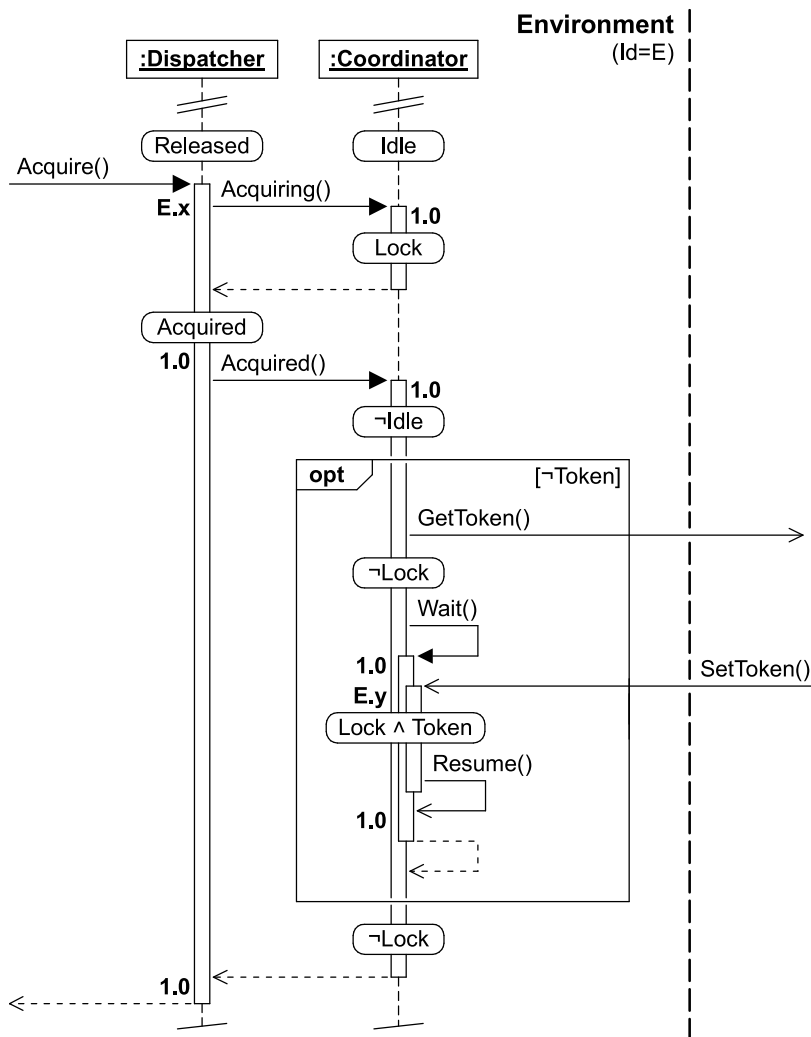 Environment
(Id=E)
:Dispatcher
:Coordinator
Released
Idle
Acquire()
Acquiring()
E.x
1.0
Lock
Acquired
1.0
Acquired()
1.0
¬Idle
opt
[¬Token]
GetToken()
¬Lock
Wait()
1.0
SetToken()
E.y
Lock ∧ Token
Resume()
1.0
¬Lock
1.0